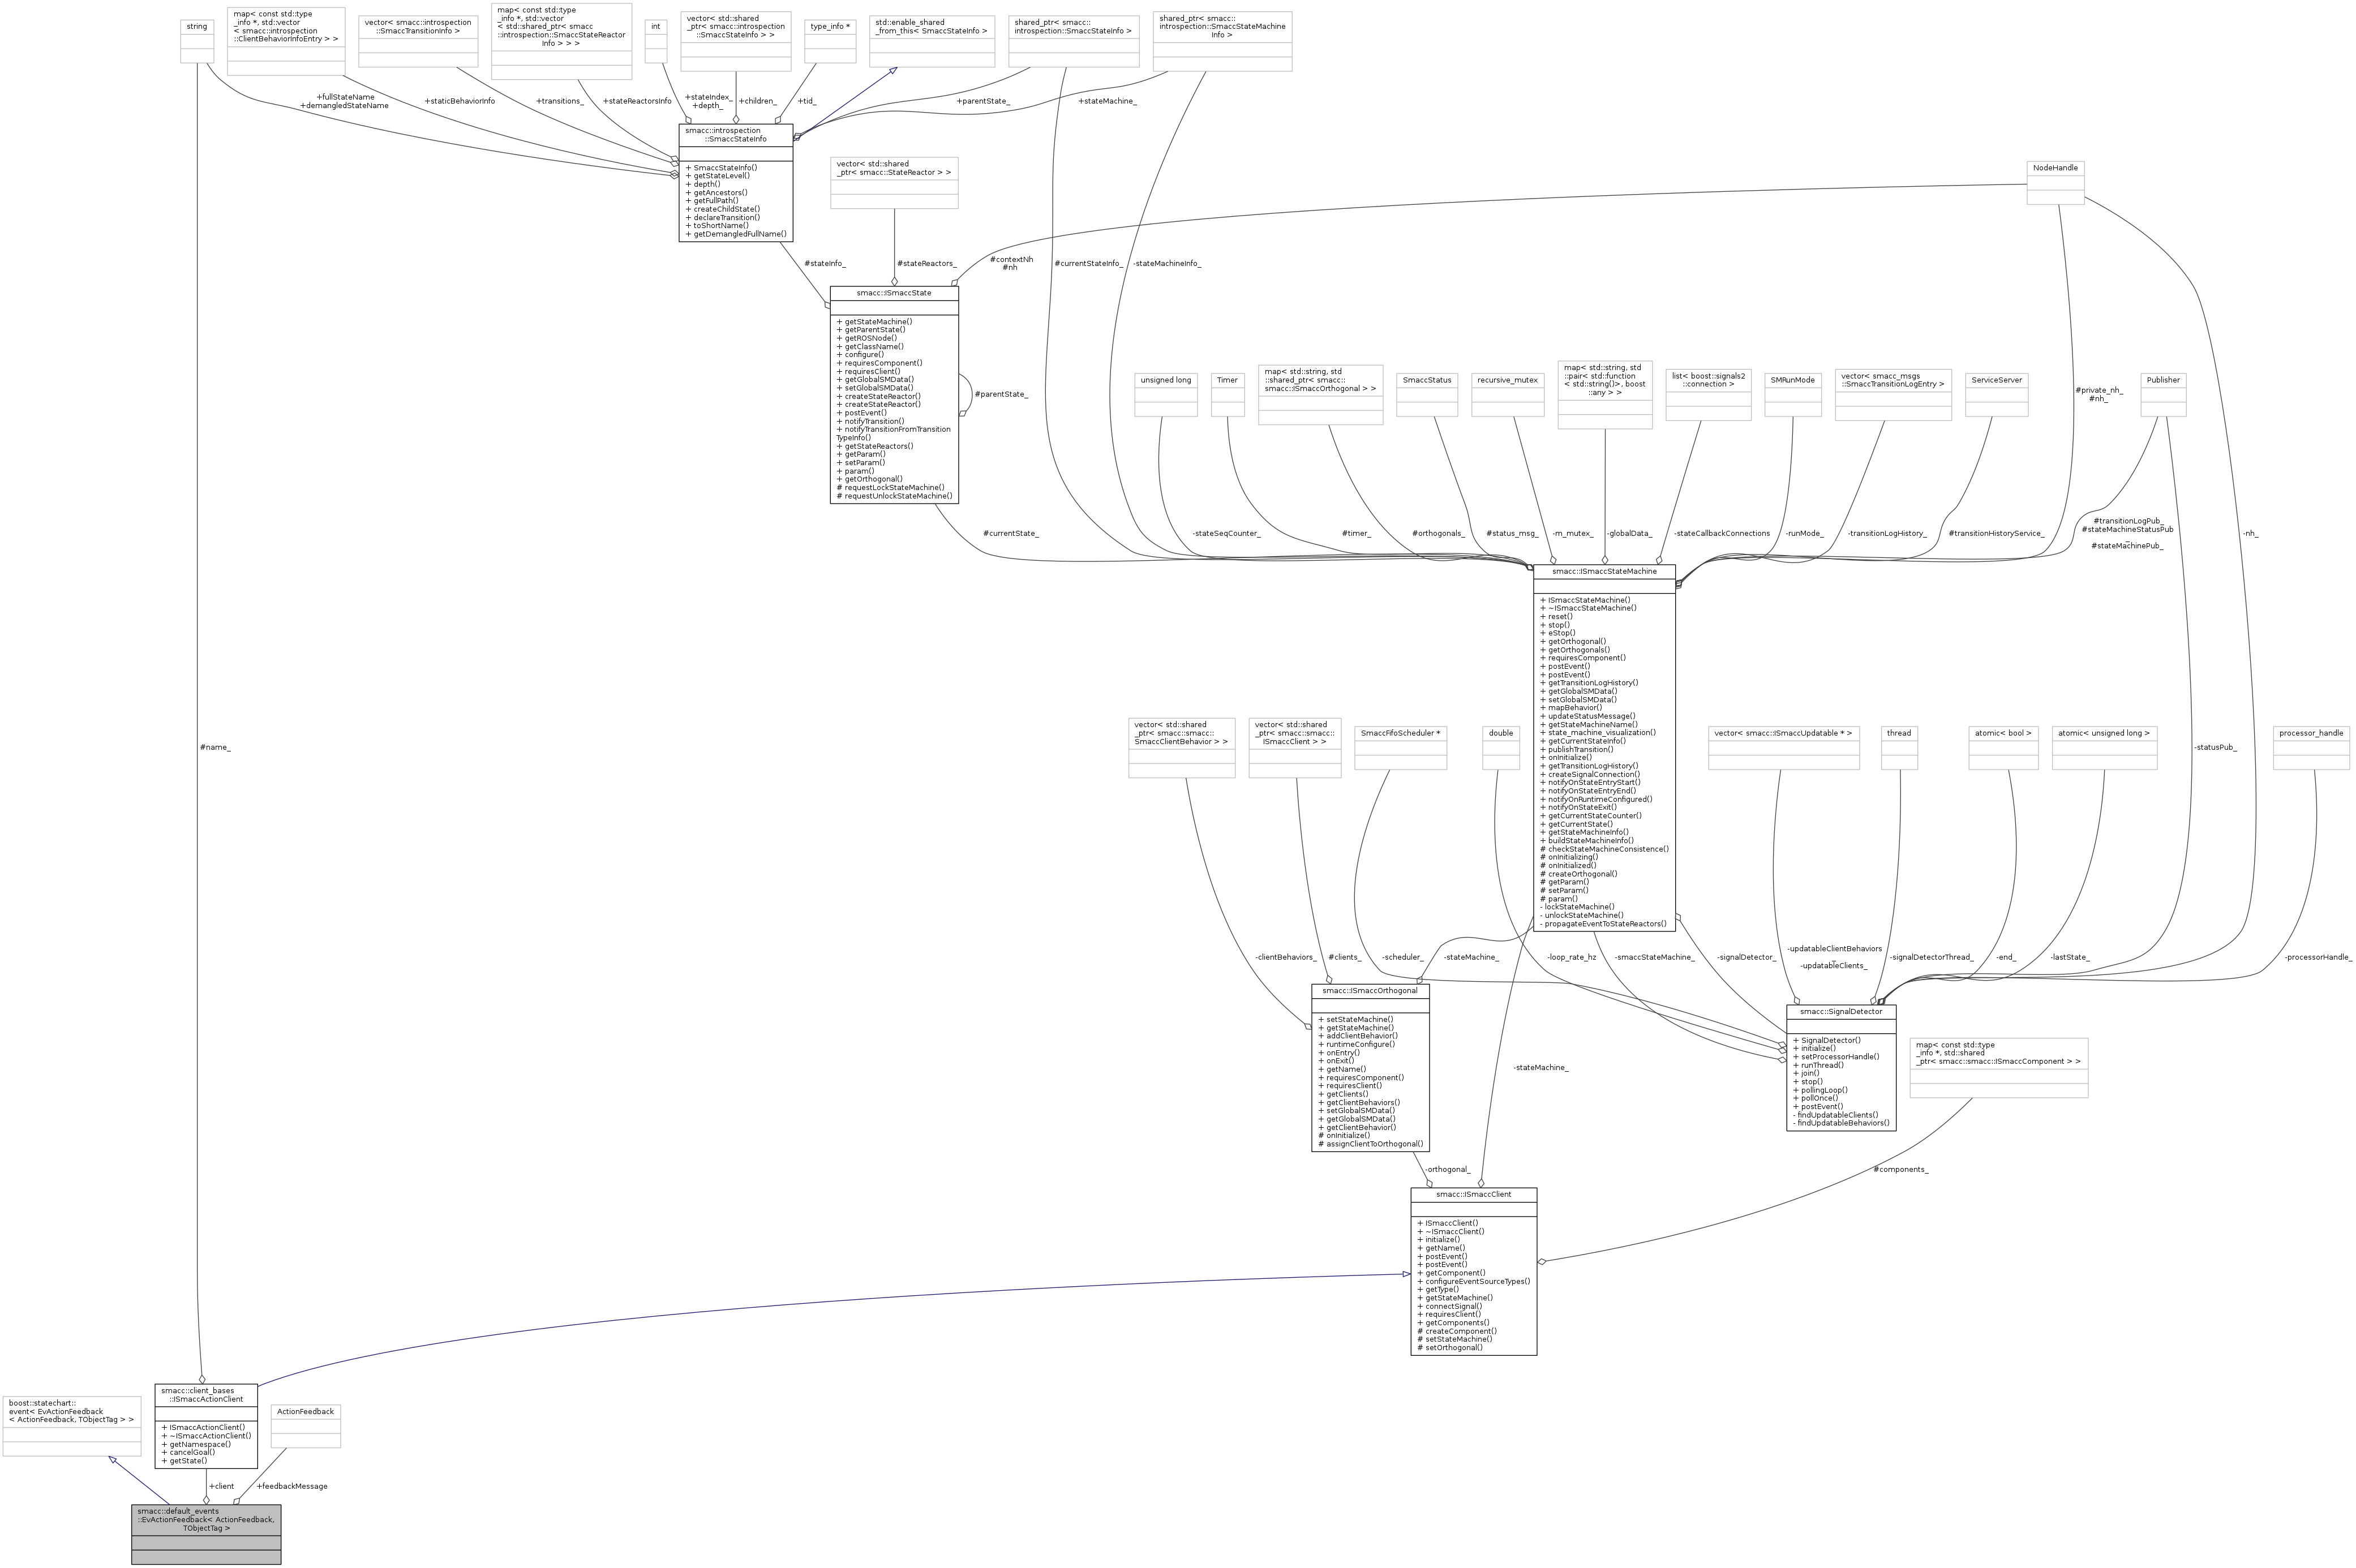 string
map< const std::type
_info *, std::vector
< smacc::introspection
::ClientBehaviorInfoEntry > >
vector< smacc::introspection
::SmaccTransitionInfo >
map< const std::type
_info *, std::vector
< std::shared_ptr< smacc
::introspection::SmaccStateReactor
Info > > >
int
vector< std::shared
_ptr< smacc::introspection
::SmaccStateInfo > >
type_info *
std::enable_shared
_from_this< SmaccStateInfo >
shared_ptr< smacc::
introspection::SmaccStateInfo >
shared_ptr< smacc::
introspection::SmaccStateMachine
Info >
+fullStateName
+demangledStateName
+staticBehaviorInfo
+transitions_
+stateReactorsInfo
+stateIndex_
+depth_
+children_
+tid_
+parentState_
+stateMachine_
smacc::introspection
::SmaccStateInfo
+ SmaccStateInfo()
+ getStateLevel()
+ depth()
+ getAncestors()
+ getFullPath()
+ createChildState()
+ declareTransition()
+ toShortName()
+ getDemangledFullName()
vector< std::shared
_ptr< smacc::StateReactor > >
NodeHandle
#stateInfo_
#stateReactors_
#contextNh
#nh
#currentStateInfo_
-stateMachineInfo_
smacc::ISmaccState
+ getStateMachine()
+ getParentState()
+ getROSNode()
+ getClassName()
+ configure()
+ requiresComponent()
+ requiresClient()
+ getGlobalSMData()
+ setGlobalSMData()
+ createStateReactor()
+ createStateReactor()
+ postEvent()
+ notifyTransition()
+ notifyTransitionFromTransition
TypeInfo()
+ getStateReactors()
+ getParam()
+ setParam()
+ param()
+ getOrthogonal()
# requestLockStateMachine()
# requestUnlockStateMachine()
#parentState_
unsigned long
Timer
map< std::string, std
::shared_ptr< smacc::
smacc::ISmaccOrthogonal > >
SmaccStatus
recursive_mutex
map< std::string, std
::pair< std::function
< std::string()>, boost
::any > >
list< boost::signals2
::connection >
SMRunMode
vector< smacc_msgs
::SmaccTransitionLogEntry >
ServiceServer
#private_nh_
#nh_
Publisher
#currentState_
-stateSeqCounter_
#timer_
#orthogonals_
#status_msg_
-m_mutex_
-globalData_
-stateCallbackConnections
-runMode_
-transitionLogHistory_
#transitionHistoryService_
#transitionLogPub_
#stateMachineStatusPub
_
#stateMachinePub_
-nh_
smacc::ISmaccStateMachine
+ ISmaccStateMachine()
+ ~ISmaccStateMachine()
+ reset()
+ stop()
+ eStop()
+ getOrthogonal()
+ getOrthogonals()
+ requiresComponent()
+ postEvent()
+ postEvent()
+ getTransitionLogHistory()
+ getGlobalSMData()
+ setGlobalSMData()
+ mapBehavior()
+ updateStatusMessage()
+ getStateMachineName()
+ state_machine_visualization()
+ getCurrentStateInfo()
+ publishTransition()
+ onInitialize()
+ getTransitionLogHistory()
+ createSignalConnection()
+ notifyOnStateEntryStart()
+ notifyOnStateEntryEnd()
+ notifyOnRuntimeConfigured()
+ notifyOnStateExit()
+ getCurrentStateCounter()
+ getCurrentState()
+ getStateMachineInfo()
+ buildStateMachineInfo()
# checkStateMachineConsistence()
# onInitializing()
# onInitialized()
# createOrthogonal()
# getParam()
# setParam()
# param()
- lockStateMachine()
- unlockStateMachine()
- propagateEventToStateReactors()
#name_
vector< std::shared
_ptr< smacc::smacc::
SmaccClientBehavior > >
vector< std::shared
_ptr< smacc::smacc::
ISmaccClient > >
SmaccFifoScheduler *
double
vector< smacc::ISmaccUpdatable * >
thread
atomic< bool >
atomic< unsigned long >
-statusPub_
processor_handle
-clientBehaviors_
#clients_
-stateMachine_
-scheduler_
-loop_rate_hz
-smaccStateMachine_
-signalDetector_
-updatableClientBehaviors
_
-updatableClients_
-signalDetectorThread_
-end_
-lastState_
-processorHandle_
smacc::ISmaccOrthogonal
+ setStateMachine()
+ getStateMachine()
+ addClientBehavior()
+ runtimeConfigure()
+ onEntry()
+ onExit()
+ getName()
+ requiresComponent()
+ requiresClient()
+ getClients()
+ getClientBehaviors()
+ setGlobalSMData()
+ getGlobalSMData()
+ getClientBehavior()
# onInitialize()
# assignClientToOrthogonal()
smacc::SignalDetector
+ SignalDetector()
+ initialize()
+ setProcessorHandle()
+ runThread()
+ join()
+ stop()
+ pollingLoop()
+ pollOnce()
+ postEvent()
- findUpdatableClients()
- findUpdatableBehaviors()
map< const std::type
_info *, std::shared
_ptr< smacc::smacc::ISmaccComponent > >
-stateMachine_
-orthogonal_
#components_
smacc::ISmaccClient
+ ISmaccClient()
+ ~ISmaccClient()
+ initialize()
+ getName()
+ postEvent()
+ postEvent()
+ getComponent()
+ configureEventSourceTypes()
+ getType()
+ getStateMachine()
+ connectSignal()
+ requiresClient()
+ getComponents()
# createComponent()
# setStateMachine()
# setOrthogonal()
boost::statechart::
event< EvActionFeedback
< ActionFeedback, TObjectTag > >
smacc::client_bases
::ISmaccActionClient
+ ISmaccActionClient()
+ ~ISmaccActionClient()
+ getNamespace()
+ cancelGoal()
+ getState()
ActionFeedback
+client
+feedbackMessage
smacc::default_events
::EvActionFeedback< ActionFeedback,
TObjectTag >